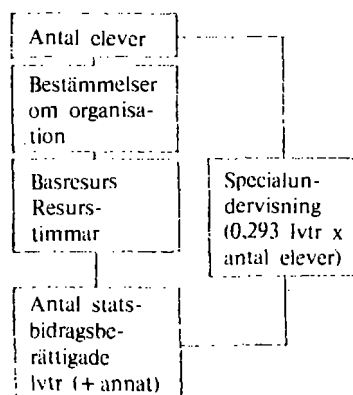 Antal elever
Bestämmelser
om organisa-
tion
Basresurs
Resurs-
timmar
Specialun-
dervisning
(0,293 lvtr x
antal elever)
Antal stats-
bidragsbe-
rättigade
lvtr (+ annat)